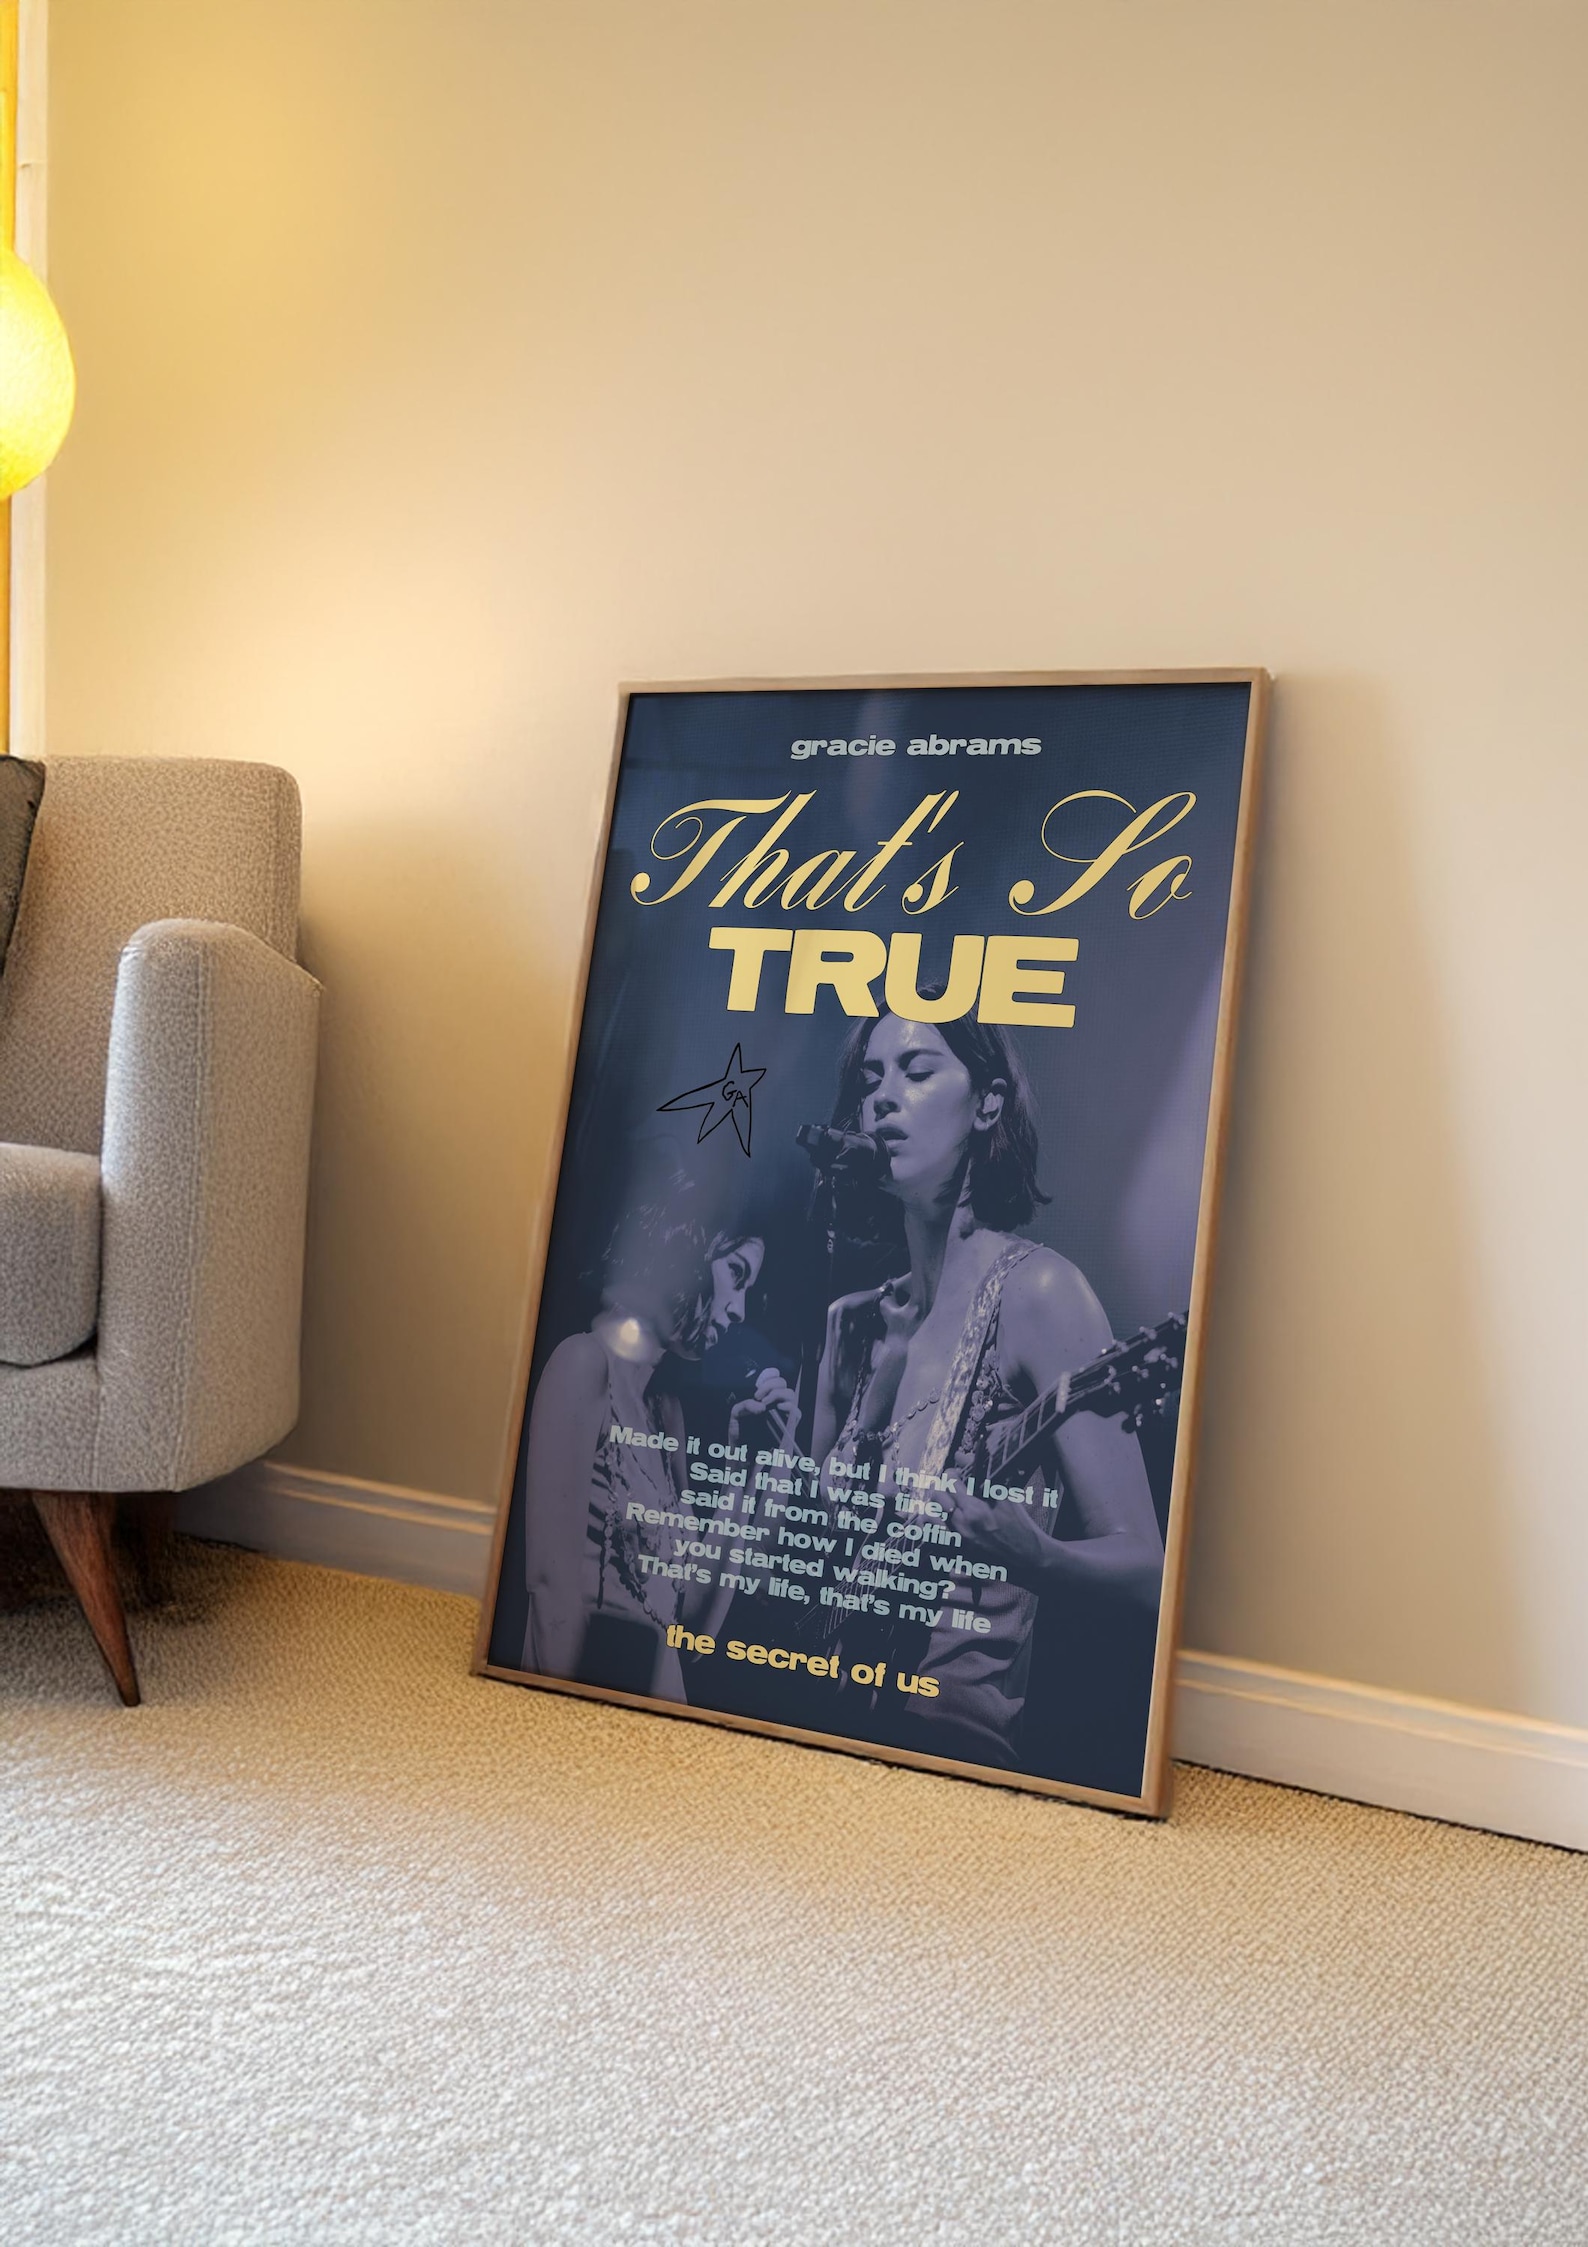 gracie abrams
That's So
TRUE
GA
Made it out alive, but I think I lost it
Said that I was fine,
said it from the coffin
Remember how I died when
you started walking?
That's my life, that's my life
the secret of us